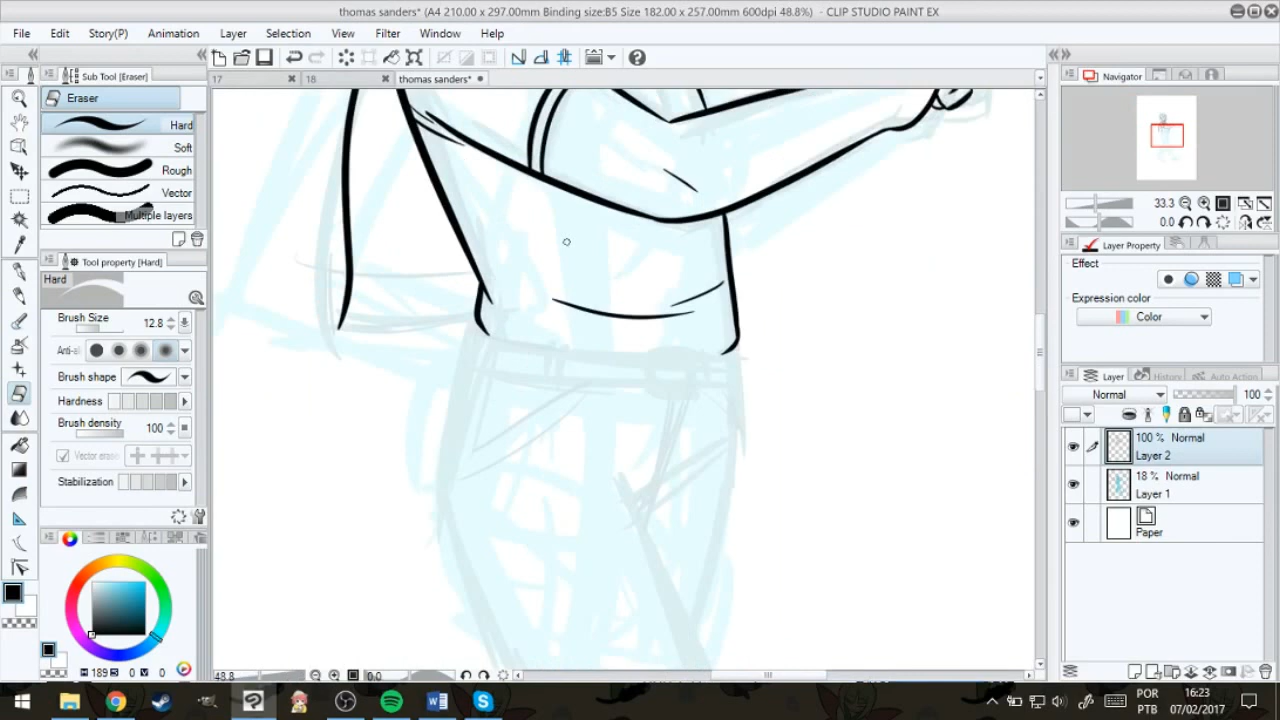 thomas sanders* (A4 210.00 x 297.00mm Binding size:B5 Size 182.00 x 257.00mm 600dpi 48.8%) - CLIP STUDIO PAINT EX
File Edit Layer Story(P) Animation Selection View Filter Window Help
Sub Tool [Eraser]
17 18 thomas sanders*
Navigator
Eraser
Hard
Soft
Rough
Vector
Multiple layers
33.3
0.0
Tool property [Hard]
Hard
Layer Property
Effect
Expression color
Color
Brush Size 12.8
Anti-al
Brush shape
Hardness
Brush density 100
Vector eras
Stabilization
Layer History Auto Action
Normal 100
100 % Normal
Layer 2
18 % Normal
Layer 1
Paper
H 189 S 0 V 0
48.8 0.0
POR
PTB
16:23
07/02/2017